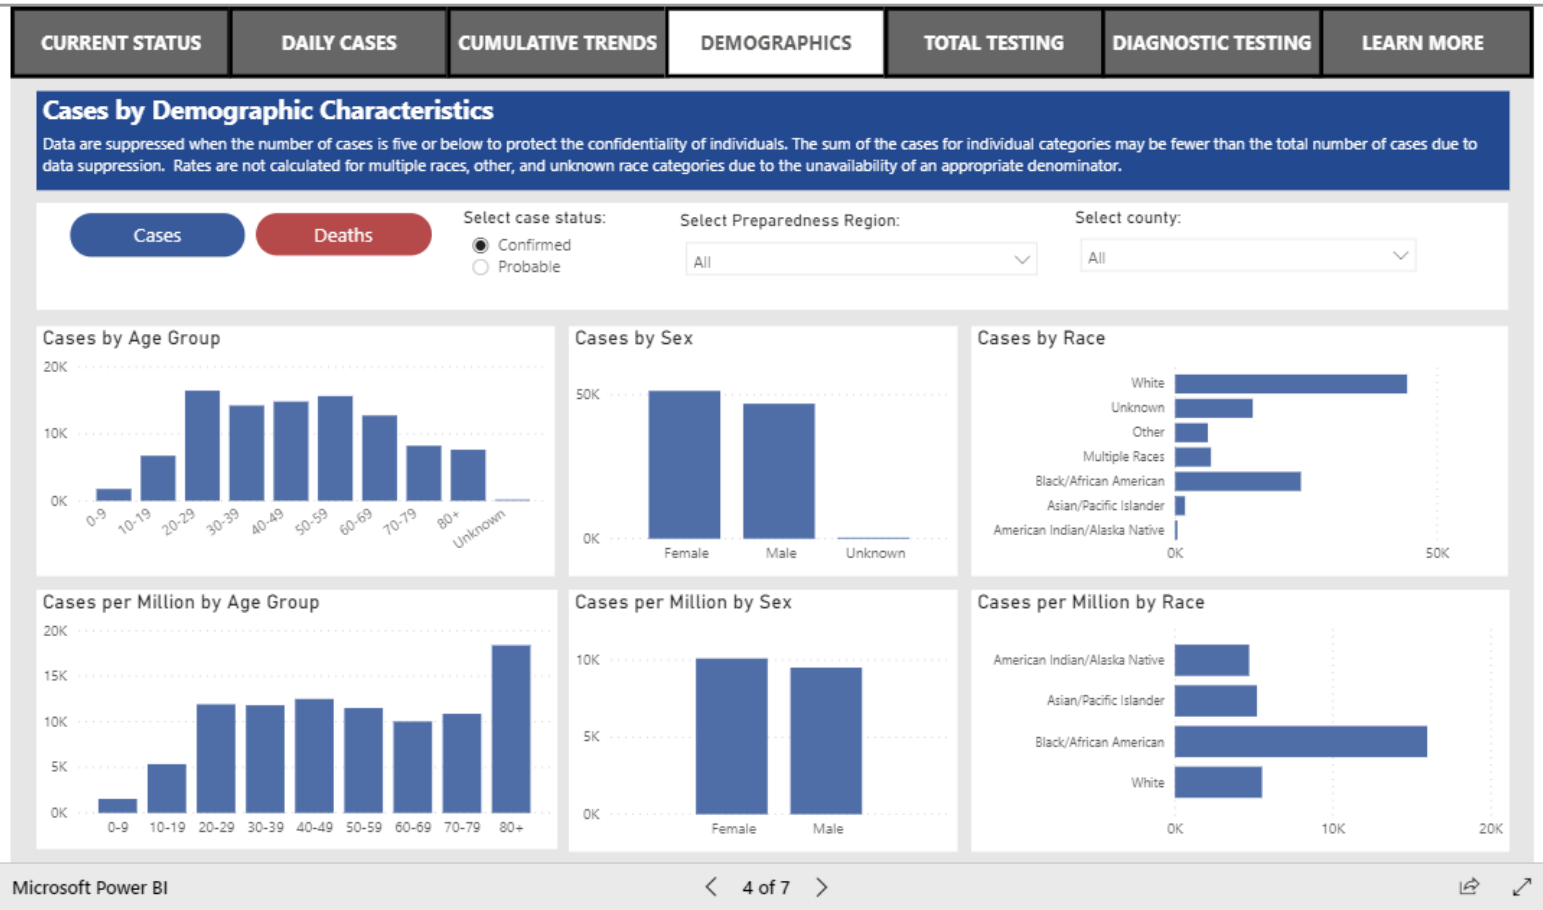 CURRENT STATUS
DAILY CASES
CUMULATIVE TRENDS
DEMOGRAPHICS
TOTAL TESTING
DIAGNOSTIC TESTING
LEARN MORE
Cases by Demographic Characteristics
Data are suppressed when the number of cases is five or below to protect the confidentiality of individuals. The sum of the cases for individual categories may be fewer than the total number of cases due to
data suppression. Rates are not calculated for multiple races, other, and unknown race categories due to the unavailability of an appropriate denominator.
Cases
Deaths
Select case status:
Confirmed
Probable
Select Preparedness Region:
All
Select county:
All
Cases by Age Group
20K
10K
0K
0-9
10-19
20-29
30-39
40-49
50-59
60-69
70-79
80+
Unknown
Cases by Sex
50K
0K
Female
Male
Unknown
Cases by Race
White
Unknown
Other
Multiple Races
Black/African American
Asian/Pacific Islander
American Indian/Alaska Native
0K
50K
Cases per Million by Age Group
20K
15K
10K
5K
0K
0-9
10-19
20-29
30-39
40-49
50-59
60-69
70-79
80+
Cases per Million by Sex
10K
5K
0K
Female
Male
Cases per Million by Race
American Indian/Alaska Native
Asian/Pacific Islander
Black/African American
White
0K
10K
20K
Microsoft Power BI
4 of 7